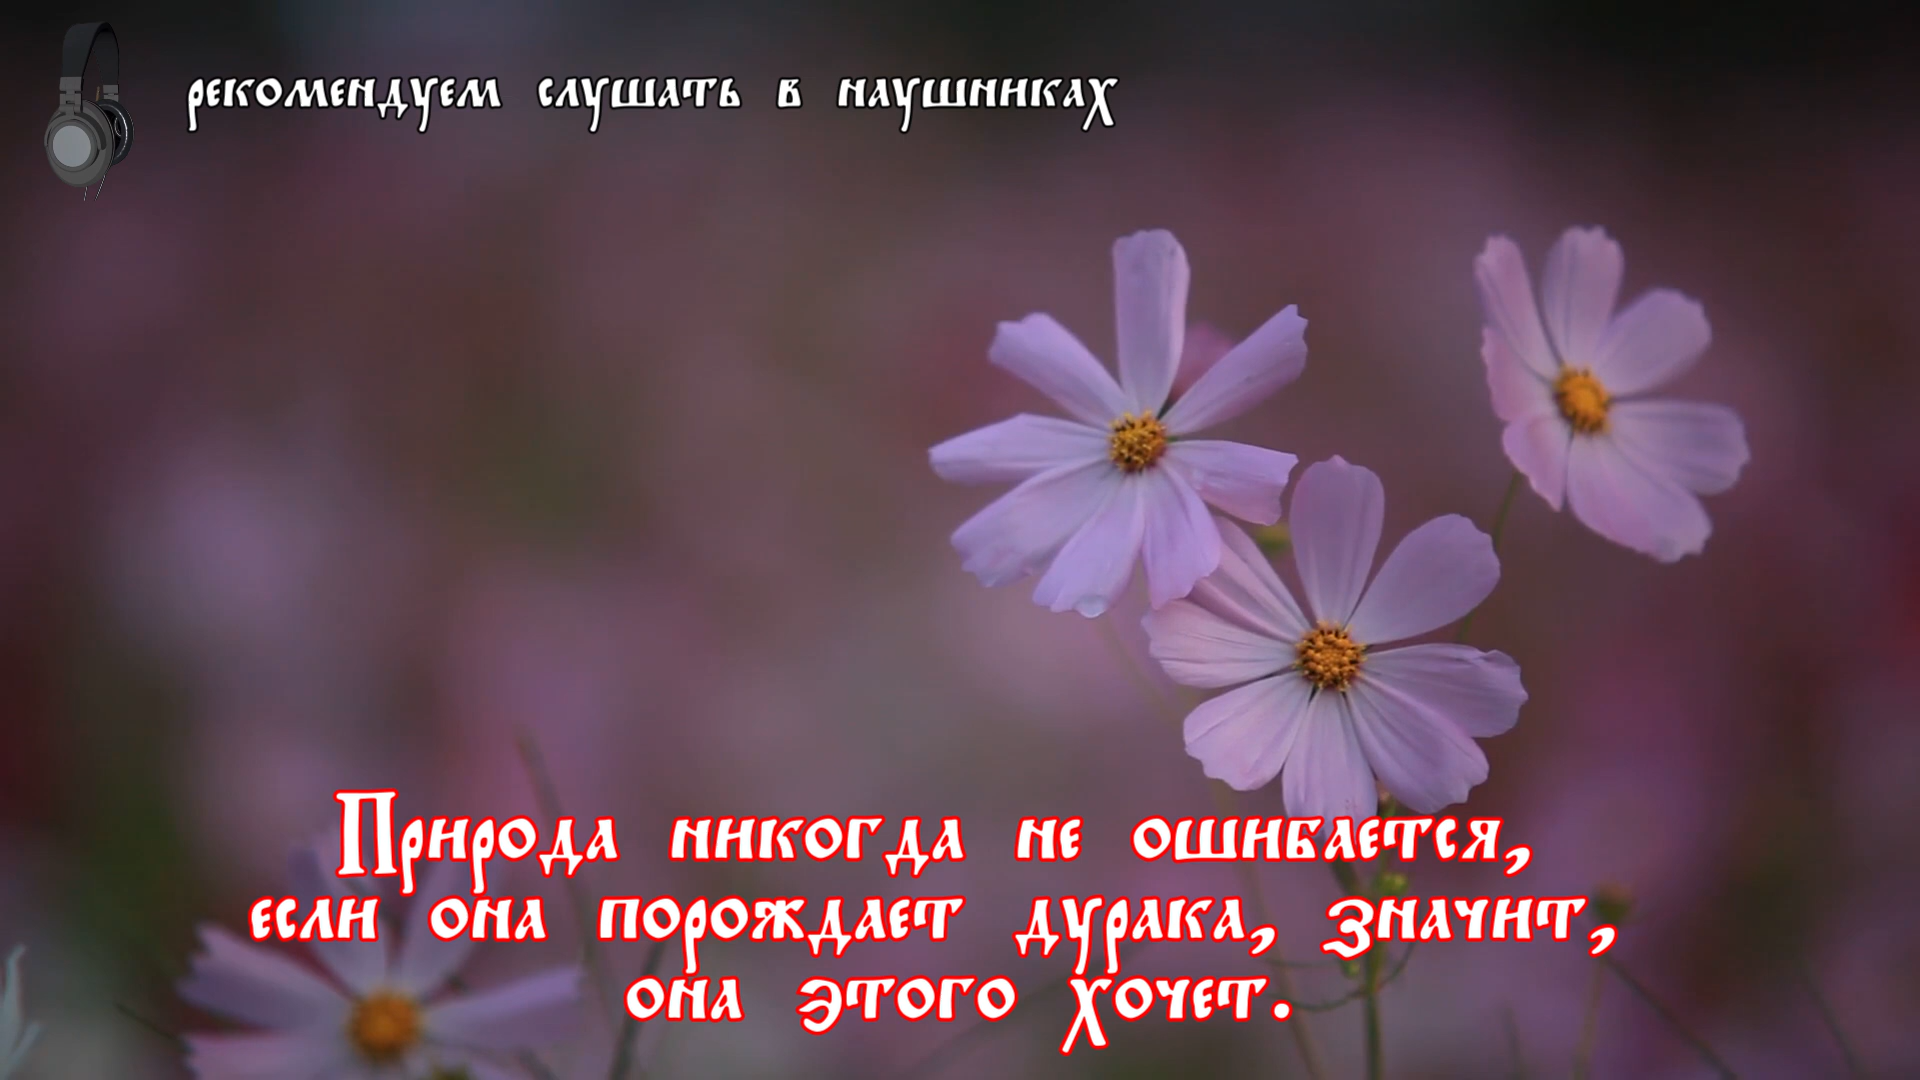 рекомендуем слушать в наушниках
Природа никогда не ошибается,
если она порождает дурака, значит,
она этого хочет.